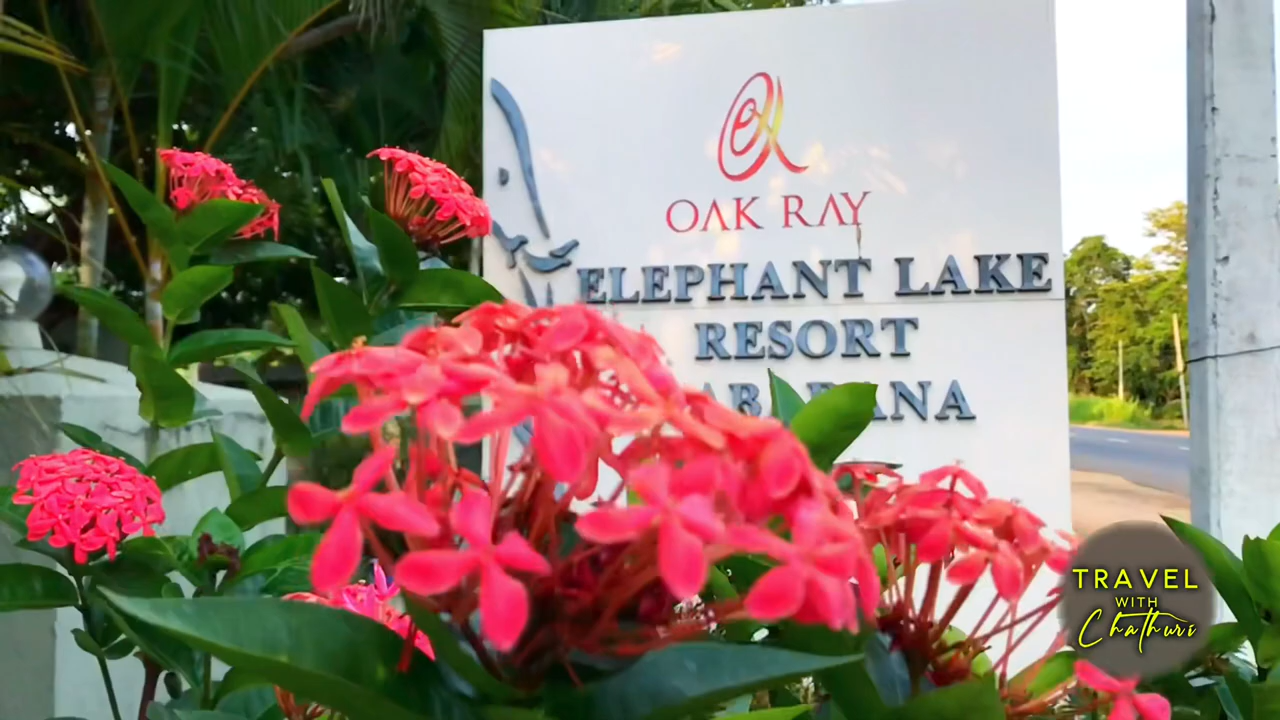 OAK RAY
ELEPHANT LAKE
RESORT
TRAVEL
WITH
Chathuri